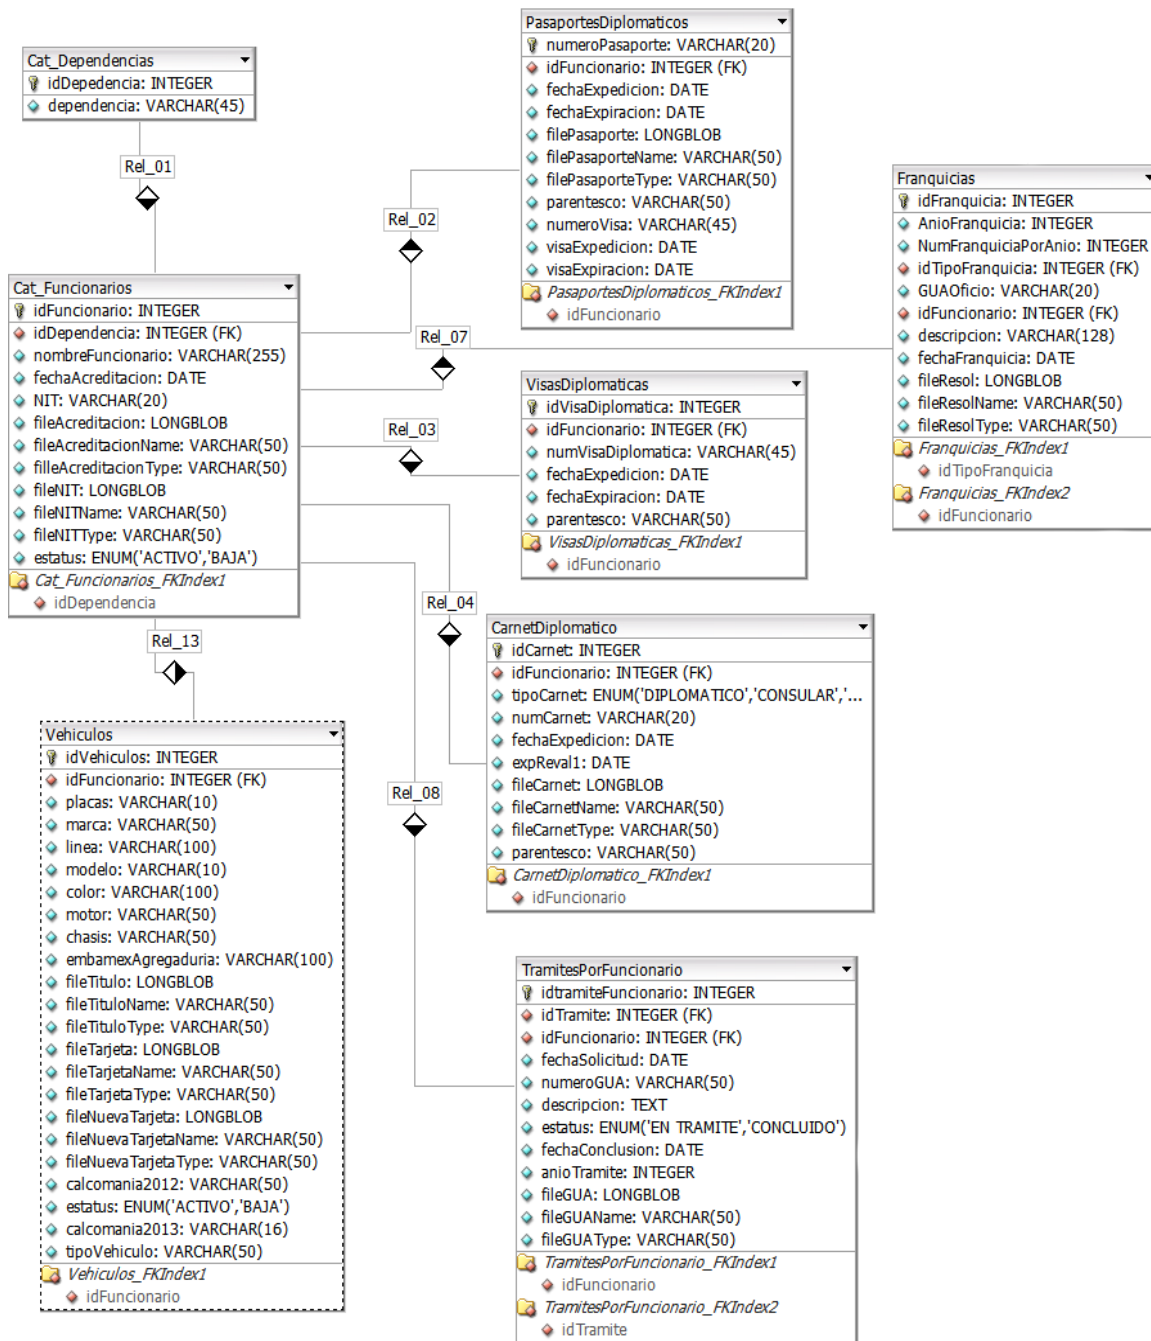 Cat_Dependencias
idDepedencia: INTEGER
dependencia: VARCHAR(45)
Rel_01
PasaportesDiplomaticos
numeroPasaporte: VARCHAR(20)
idFuncionario: INTEGER (FK)
fechaExpedicion: DATE
fechaExpiracion: DATE
filePasaporte: LONGBLOB
filePasaporteName: VARCHAR(50)
filePasaporteType: VARCHAR(50)
parentesco: VARCHAR(50)
numeroVisa: VARCHAR(45)
visaExpedicion: DATE
visaExpiracion: DATE
PasaportesDiplomaticos_FKIndex1
idFuncionario
Rel_02
Franquicias
idFranquicia: INTEGER
AnioFranquicia: INTEGER
NumFranquiciaPorAnio: INTEGER
idTipoFranquicia: INTEGER (FK)
GUAOficio: VARCHAR(20)
idFuncionario: INTEGER (FK)
descripcion: VARCHAR(128)
fechaFranquicia: DATE
fileResol: LONGBLOB
fileResolName: VARCHAR(50)
fileResolType: VARCHAR(50)
Franquicias_FKIndex1
idTipoFranquicia
Franquicias_FKIndex2
idFuncionario
Cat_Funcionarios
idFuncionario: INTEGER
idDependencia: INTEGER (FK)
nombreFuncionario: VARCHAR(255)
fechaAcreditacion: DATE
NIT: VARCHAR(20)
fileAcreditacion: LONGBLOB
fileAcreditacionName: VARCHAR(50)
filleAcreditacionType: VARCHAR(50)
fileNIT: LONGBLOB
fileNITName: VARCHAR(50)
fileNITType: VARCHAR(50)
estatus: ENUM('ACTIVO','BAJA')
Cat_Funcionarios_FKIndex1
idDependencia
Rel_07
Rel_03
VisasDiplomaticas
idVisaDiplomatica: INTEGER
idFuncionario: INTEGER (FK)
numVisaDiplomatica: VARCHAR(45)
fechaExpedicion: DATE
fechaExpiracion: DATE
parentesco: VARCHAR(50)
VisasDiplomaticas_FKIndex1
idFuncionario
Rel_04
Rel_13
CarnetDiplomatico
idCarnet: INTEGER
idFuncionario: INTEGER (FK)
tipoCarnet: ENUM('DIPLOMATICO','CONSULAR','...
numCarnet: VARCHAR(20)
fechaExpedicion: DATE
expReval1: DATE
fileCarnet: LONGBLOB
fileCarnetName: VARCHAR(50)
fileCarnetType: VARCHAR(50)
parentesco: VARCHAR(50)
CarnetDiplomatico_FKIndex1
idFuncionario
Vehiculos
idVehiculos: INTEGER
idFuncionario: INTEGER (FK)
placas: VARCHAR(10)
marca: VARCHAR(50)
linea: VARCHAR(100)
modelo: VARCHAR(10)
color: VARCHAR(100)
motor: VARCHAR(50)
chasis: VARCHAR(50)
embamexAgregaduria: VARCHAR(100)
fileTitulo: LONGBLOB
fileTituloName: VARCHAR(50)
fileTituloType: VARCHAR(50)
fileTarjeta: LONGBLOB
fileTarjetaName: VARCHAR(50)
fileTarjetaType: VARCHAR(50)
fileNuevaTarjeta: LONGBLOB
fileNuevaTarjetaName: VARCHAR(50)
fileNuevaTarjetaType: VARCHAR(50)
calcomania2012: VARCHAR(50)
estatus: ENUM('ACTIVO','BAJA')
calcomania2013: VARCHAR(16)
tipoVehiculo: VARCHAR(50)
Vehiculos_FKIndex1
idFuncionario
Rel_08
TramitesPorFuncionario
idtramiteFuncionario: INTEGER
idTramite: INTEGER (FK)
idFuncionario: INTEGER (FK)
fechaSolicitud: DATE
numeroGUA: VARCHAR(50)
descripcion: TEXT
estatus: ENUM('EN TRAMITE','CONCLUIDO')
fechaConclusion: DATE
anioTramite: INTEGER
fileGUA: LONGBLOB
fileGUAName: VARCHAR(50)
fileGUAType: VARCHAR(50)
TramitesPorFuncionario_FKIndex1
idFuncionario
TramitesPorFuncionario_FKIndex2
idTramite